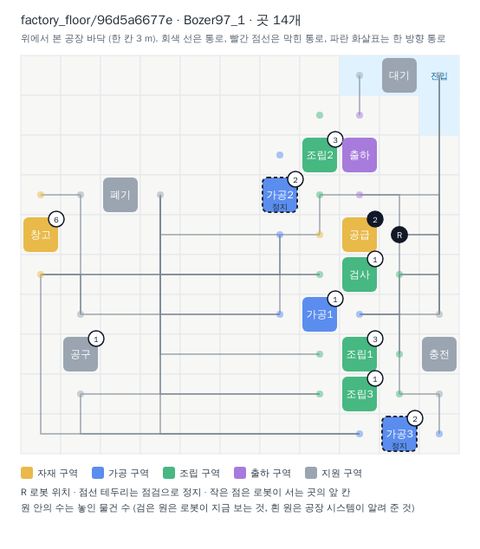 factory_floor/96d5a6677e · Bozer97_1 · 곳 14개
위에서 본 공장 바닥 (한 칸 3 m). 회색 선은 통로, 빨간 점선은 막힌 통로, 파란 화살표는 한 방향 통로
대기
전립
3
조립2
출하
폐기
2
가공2
정지
6
창고
2
공급
R
1
검사
1
가공1
1
공구
3
조립1
충전
1
조립3
2
가공3
정지
자재 구역
가공 구역
조립 구역
출하 구역
지원 구역
R 로봇 위치 · 점선 테두리는 점검으로 정지 · 작은 점은 로봇이 서는 곳의 앞 칸
원 안의 수는 놓인 물건 수 (검은 원은 로봇이 지금 보는 것, 흰 원은 공장 시스템이 알려 준 것)